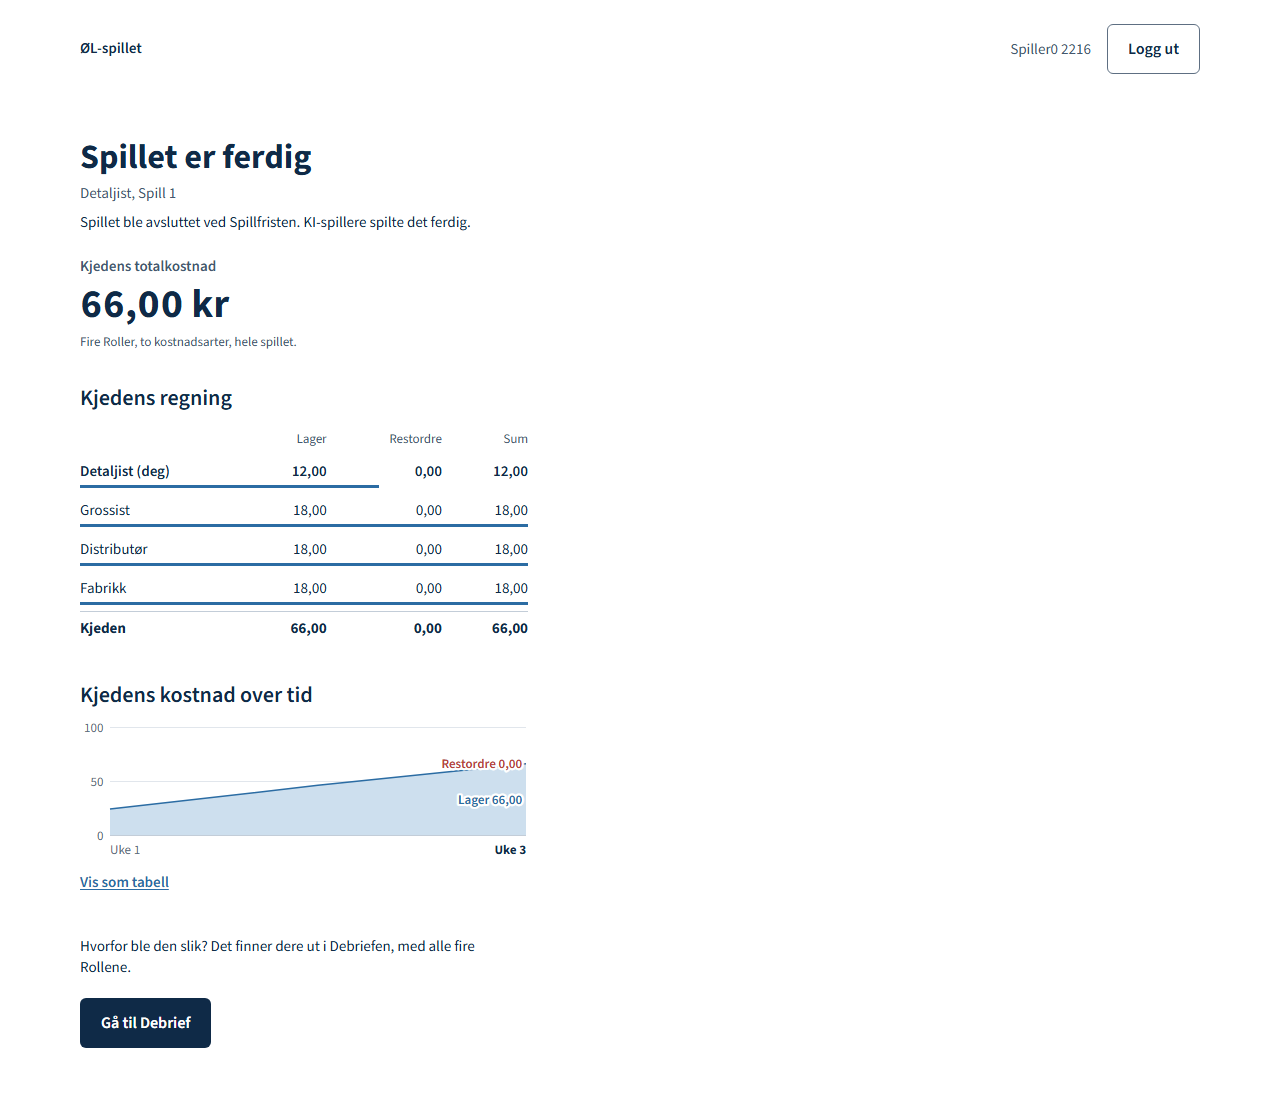 ØL-spillet
Spiller0 2216
Logg ut
Spillet er ferdig
Detaljist, Spill 1
Spillet ble avsluttet ved Spillfristen. KI-spillere spilte det ferdig.
Kjedens totalkostnad
66,00 kr
Fire Roller, to kostnadsarter, hele spillet.
Kjedens regning
Lager Restordre Sum
Detaljist (deg) 12,00 0,00 12,00
Grossist 18,00 0,00 18,00
Distributør 18,00 0,00 18,00
Fabrikk 18,00 0,00 18,00
Kjeden 66,00 0,00 66,00
Kjedens kostnad over tid
100
Restordre 0,00
50
Lager 66,00
0
Uke 1 Uke 3
Vis som tabell
Hvorfor ble den slik? Det finner dere ut i Debriefen, med alle fire
Rollene.
Gå til Debrief